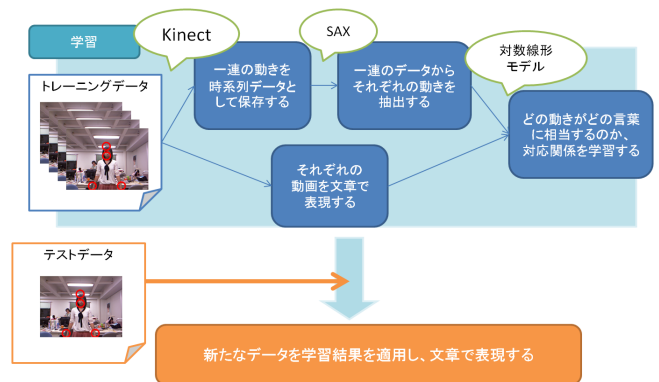 学習
Kinect
SAX
対数線形
モデル
トレーニングデータ
一連の動きを
時系列データと
して保存する
一連のデータから
それぞれの動きを
抽出する
どの動きがどの言葉
に相当するのか、
対応関係を学習する
それぞれの
動画を文章で
表現する
テストデータ
新たなデータを学習結果を適用し、文章で表現する